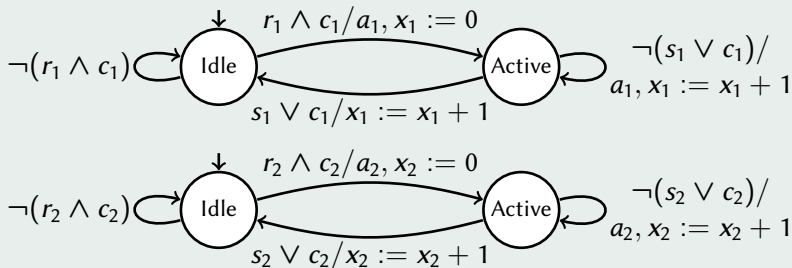 r₁ ∧ c₁/a₁, x₁ := 0
¬(r₁ ∧ c₁)
Idle
Active
¬(s₁ ∨ c₁)/
a₁, x₁ := x₁ + 1
s₁ ∨ c₁/x₁ := x₁ + 1
r₂ ∧ c₂/a₂, x₂ := 0
¬(r₂ ∧ c₂)
Idle
Active
¬(s₂ ∨ c₂)/
a₂, x₂ := x₂ + 1
s₂ ∨ c₂/x₂ := x₂ + 1